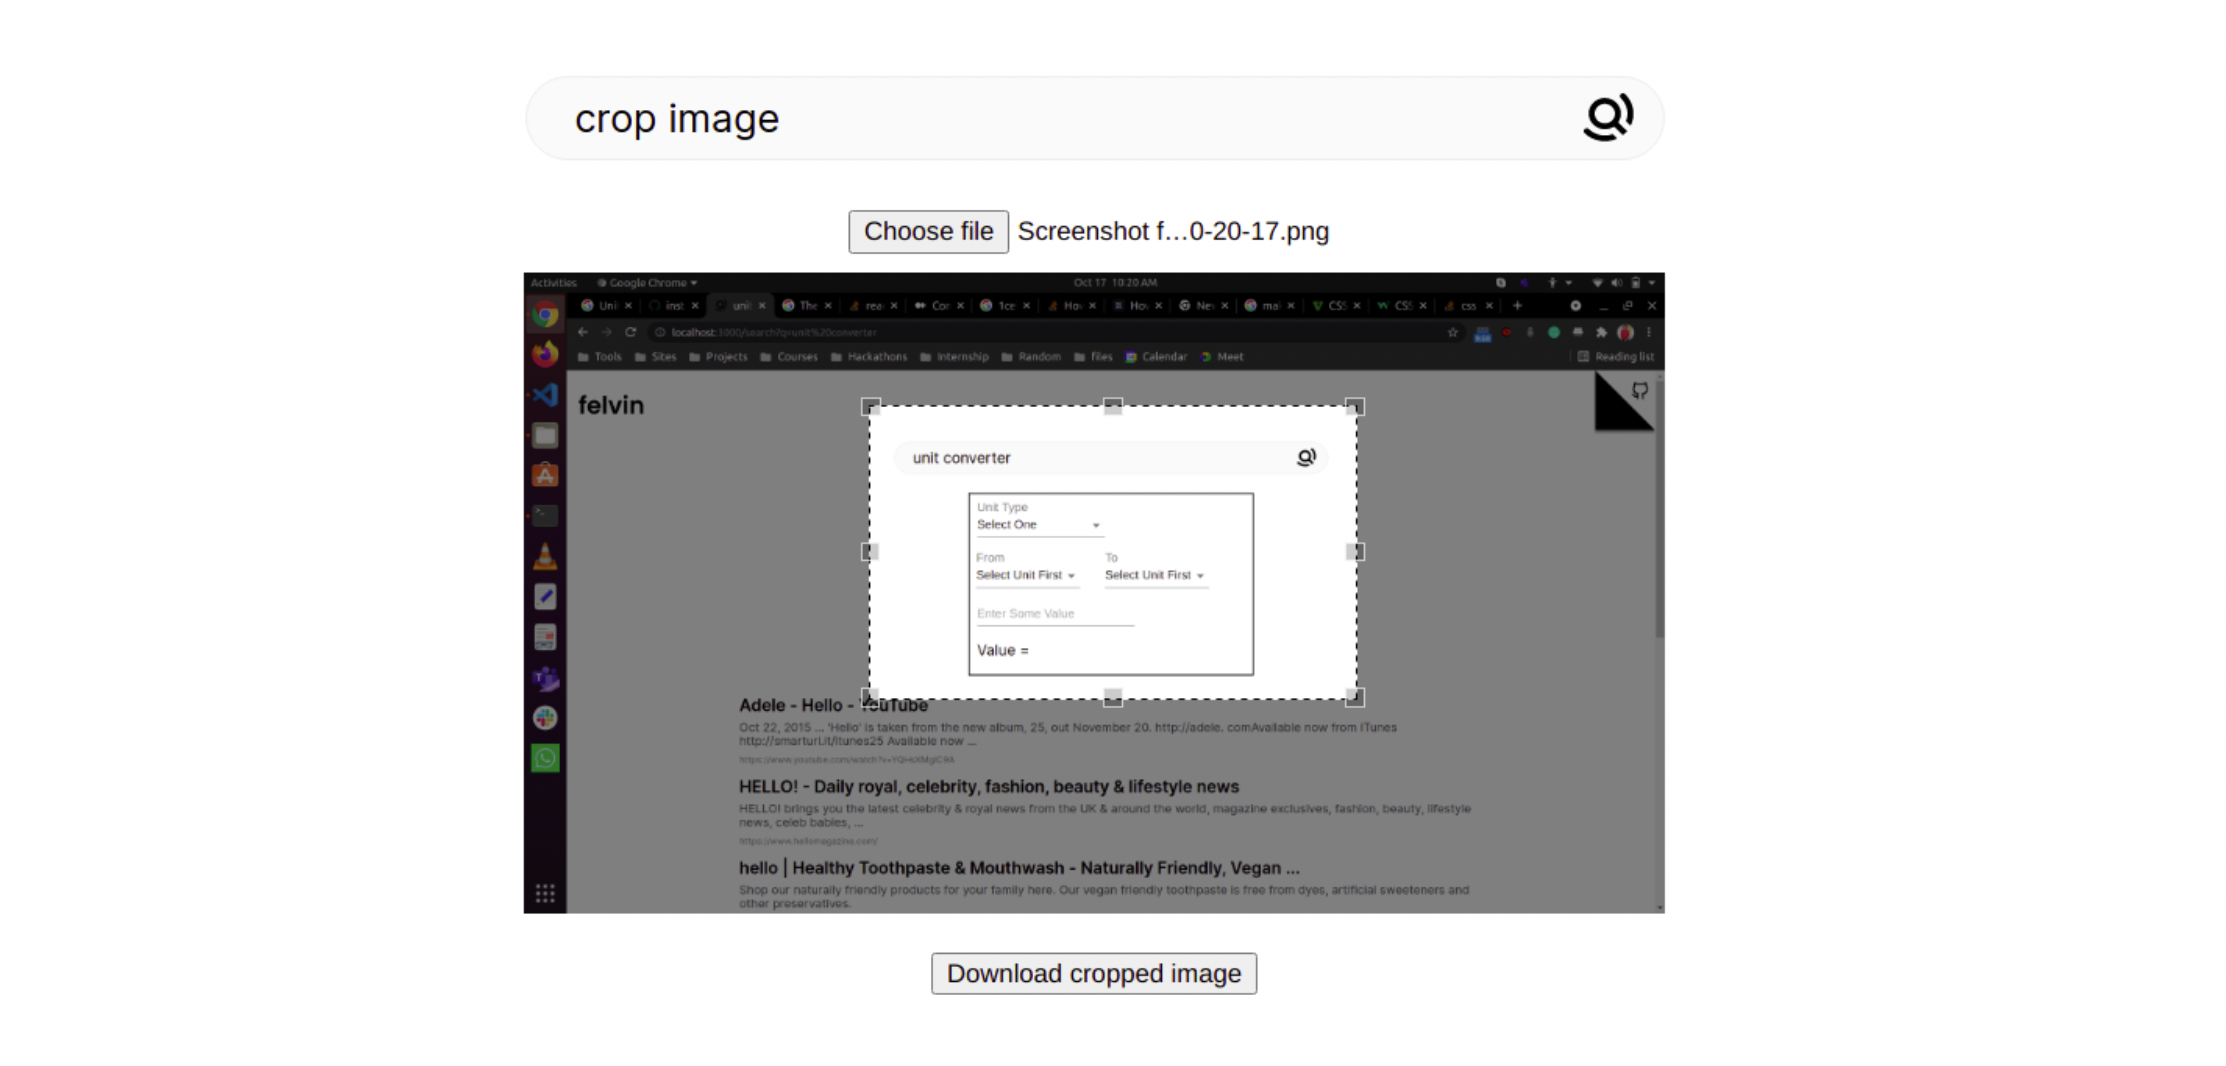 crop image
Choose file Screenshot f...0-20-17.png
Activities Google Chrome Oct 17 10:20 AM
Uni inst unit The rea Cor 1ce Ho Ho Ne ma CSS CSS css
localhost:3000/search?q=unit%20converter
Tools Sites Projects Courses Hackathons Internship Random files Calendar Meet Reading list
felvin
unit converter
Unit Type
Select One
From To
Select Unit First Select Unit First
Enter Some Value
Value =
Adele - Hello - YouTube
Oct 22, 2015 ... 'Hello' is taken from the new album, 25, out November 20. http://adele. comAvailable now from iTunes
http://smarturl.it/itunes25 Available now ...
HELLO! - Daily royal, celebrity, fashion, beauty & lifestyle news
HELLO! brings you the latest celebrity & royal news from the UK & around the world, magazine exclusives, fashion, beauty, lifestyle
news, celeb babies, ...
https://www.hellomagazine.com/
hello | Healthy Toothpaste & Mouthwash - Naturally Friendly, Vegan ...
Shop our naturally friendly products for your family here. Our vegan friendly toothpaste is free from dyes, artificial sweeteners and
other preservatives.
Download cropped image